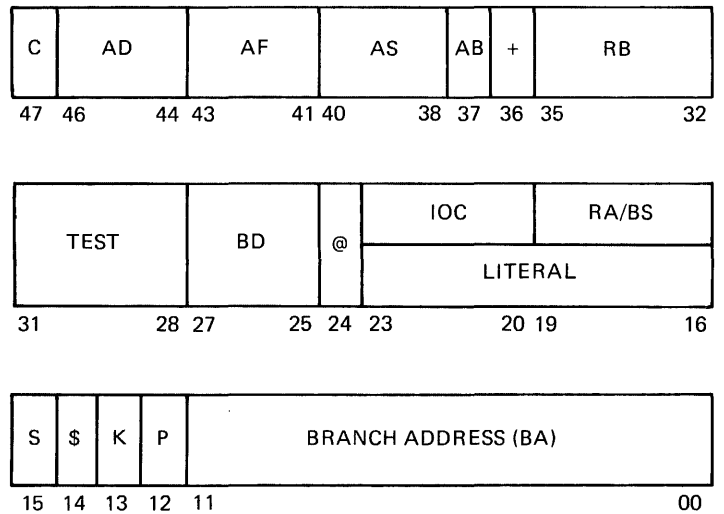 C AD AF AS AB + RB
47 46 44 43 41 40 38 37 36 35 32
IOC RA/BS
TEST BD @
LITERAL
31 28 27 25 24 23 20 19 16
S $ K P BRANCH ADDRESS (BA)
15 14 13 12 11 00